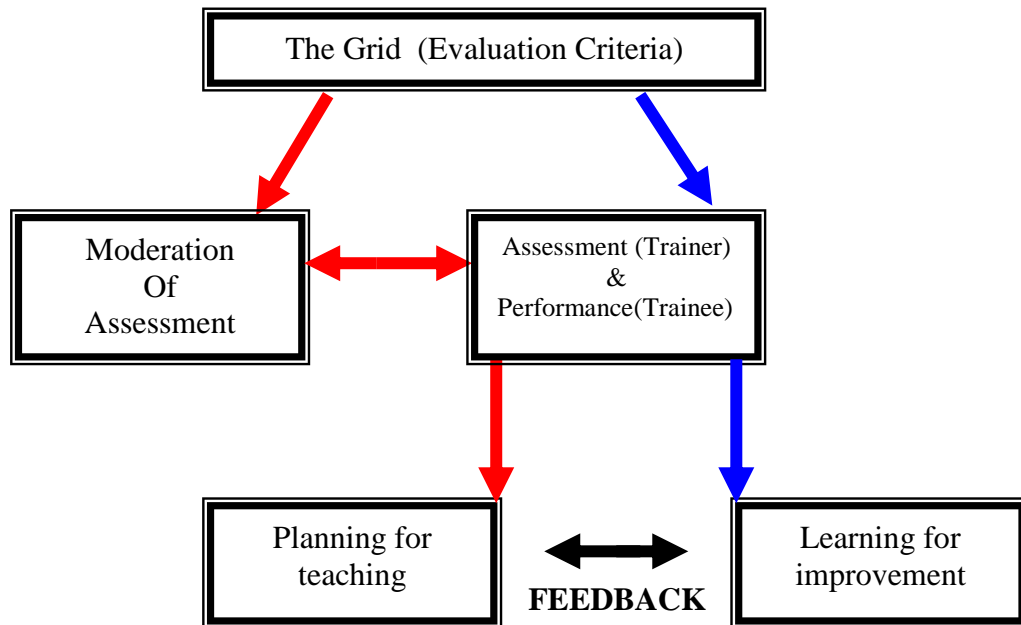 The Grid  (Evaluation Criteria)
Moderation
Of
Assessment
Assessment (Trainer)
&
Performance(Trainee)
Planning for
teaching
FEEDBACK
Learning for
improvement